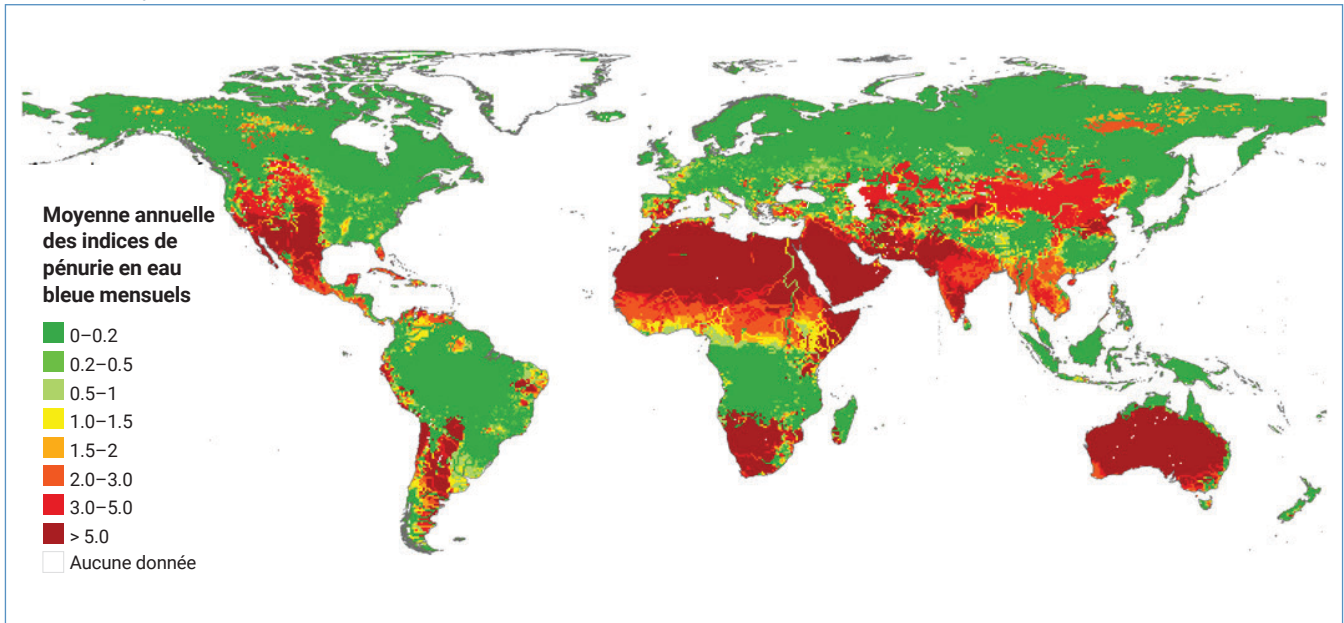 Moyenne annuelle
des indices de
pénurie en eau
bleue mensuels
0–0.2
0.2–0.5
0.5–1
1.0–1.5
1.5–2
2.0–3.0
3.0–5.0
> 5.0
Aucune donnée